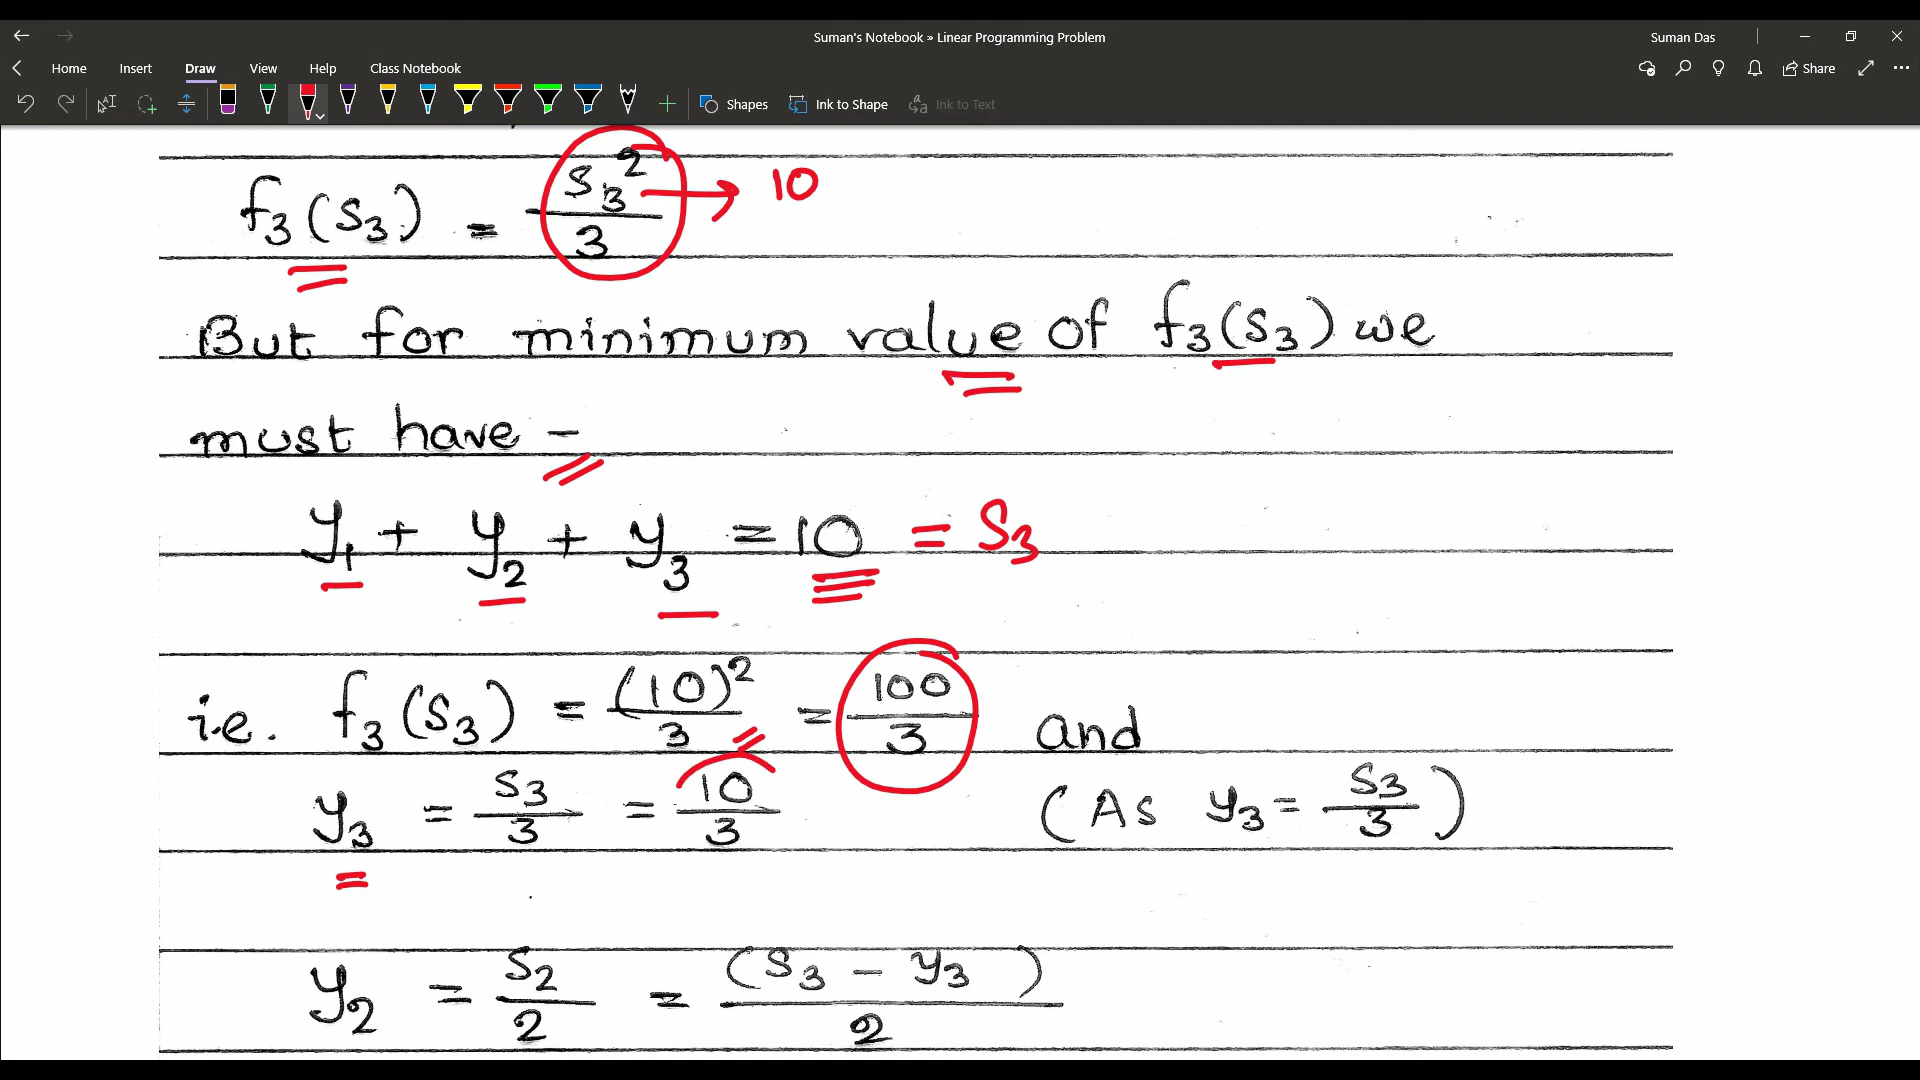 Suman's Notebook » Linear Programming Problem
Suman Das
Home Insert Draw View Help Class Notebook
Share
Shapes Ink to Shape Ink to Text
f₃(S₃) = S₃²/3 → 10
But for minimum value of f₃(S₃) we
must have –
y₁ + y₂ + y₃ = 10 = S₃
i.e. f₃(S₃) = (10)²/3 = 100/3 and
y₃ = S₃/3 = 10/3 (As y₃ = S₃/3)
y₂ = S₂/2 = (S₃ – y₃)/2